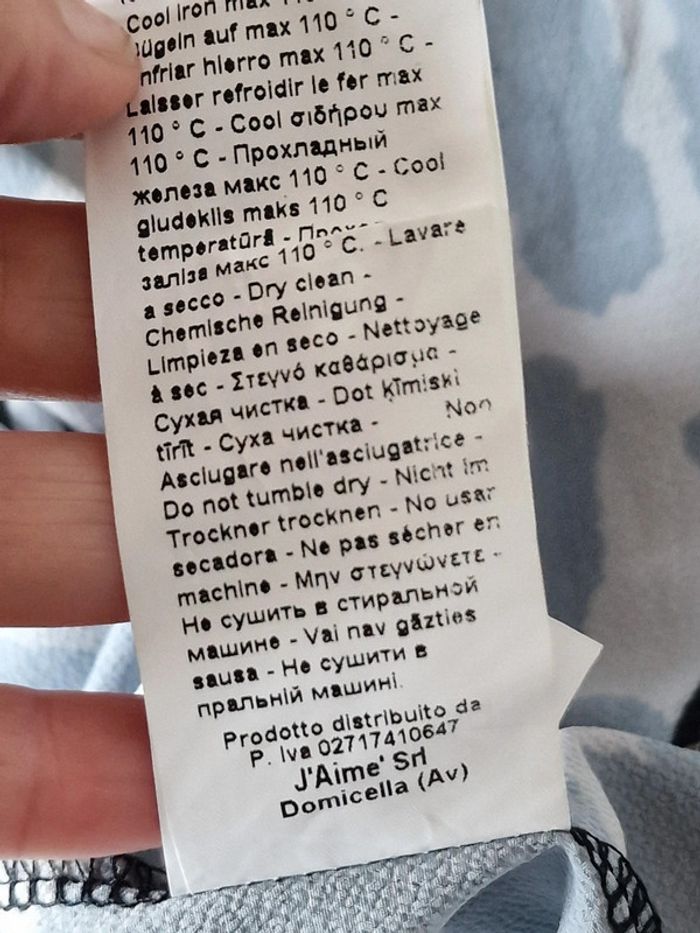 Cool iron max 110
Bügeln auf max 110 ° C -
Enfriar hierro max 110 ° C -
Laisser refroidir le fer max
110 ° C - Cool σιδήρου max
110 ° C - Прохладный
железа макс 110 ° C - Cool
gludeklis maks 110 ° C
temperatūrā -
заліза макс 110 ° C. - Lavare
a secco - Dry clean -
Chemische Reinigung -
Limpieza en seco - Nettoyage
à sec - Στεγνό καθάρισμα -
Сухая чистка - Dot ķīmiski
tīrīt - Суха чистка - Non
Asciugare nell'asciugatrice -
Do not tumble dry - Nicht im
Trockner trocknen - No usar
secadora - Ne pas sécher en
machine - Μην στεγνώνετε -
Не сушить в стиральной
машине - Vai nav gāzties
sausa - Не сушити в
пральній машині.
Prodotto distribuito da
P. Iva 02717410647
J'Aime' Srl
Domicella (Av)